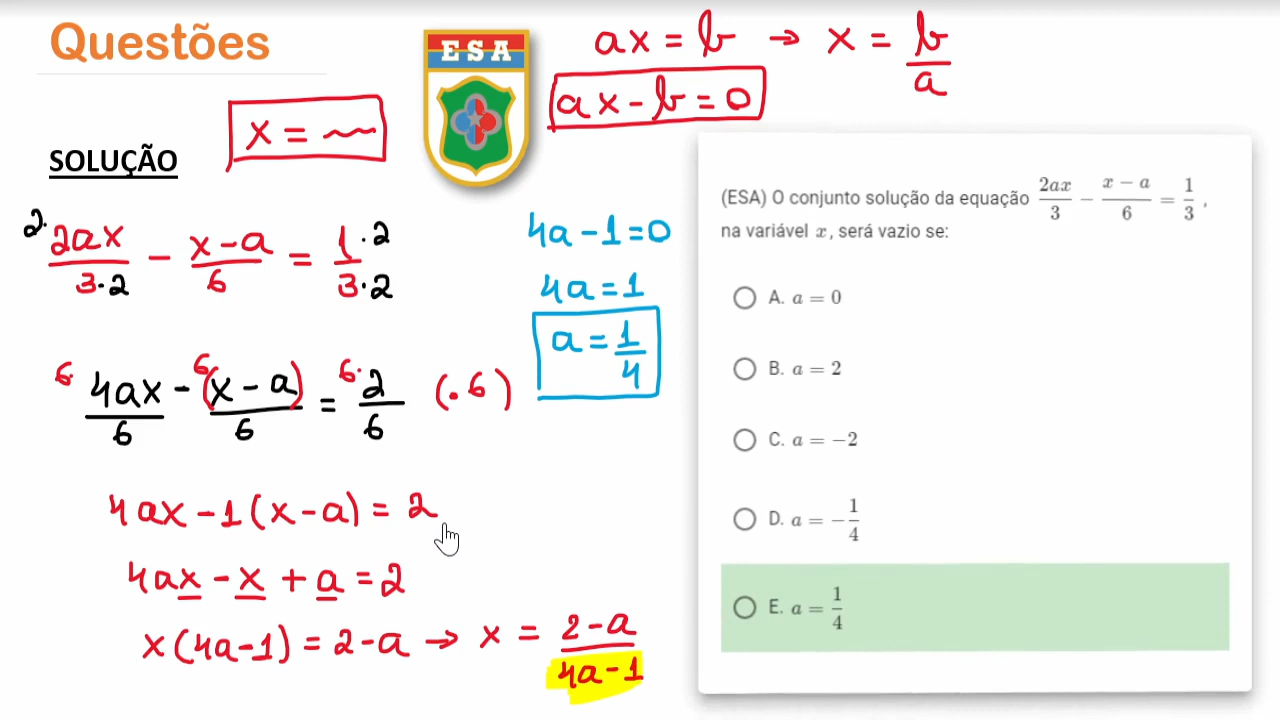 Questões
ESA
ax = b → x = b/a
ax - b = 0
x = ~~~
SOLUÇÃO
2· 2ax/3·2 - x-a/6 = 1·2/3·2
6· 4ax/6 - 6(x-a)/6 = 6· 2/6 (·6)
4ax - 1(x-a) = 2
4ax - x + a = 2
x(4a-1) = 2-a → x = 2-a/4a-1
4a - 1 = 0
4a = 1
a = 1/4
(ESA) O conjunto solução da equação 2ax/3 − x − a/6 = 1/3 ,
na variável x, será vazio se:
A. a = 0
B. a = 2
C. a = −2
D. a = −1/4
E. a = 1/4